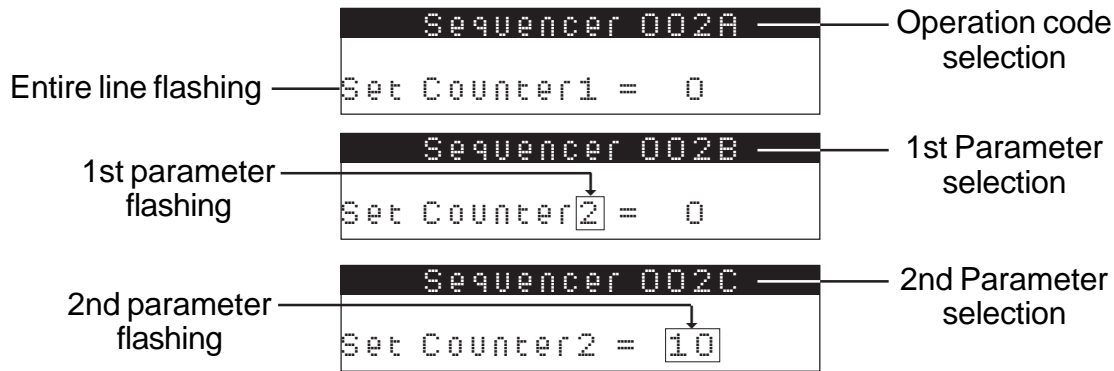 Sequencer 002A
Operation code
selection
Entire line flashing
Set Counter1 = 0
Sequencer 002B
1st Parameter
selection
1st parameter
flashing
Set Counter2 = 0
Sequencer 002C
2nd Parameter
selection
2nd parameter
flashing
Set Counter2 = 10